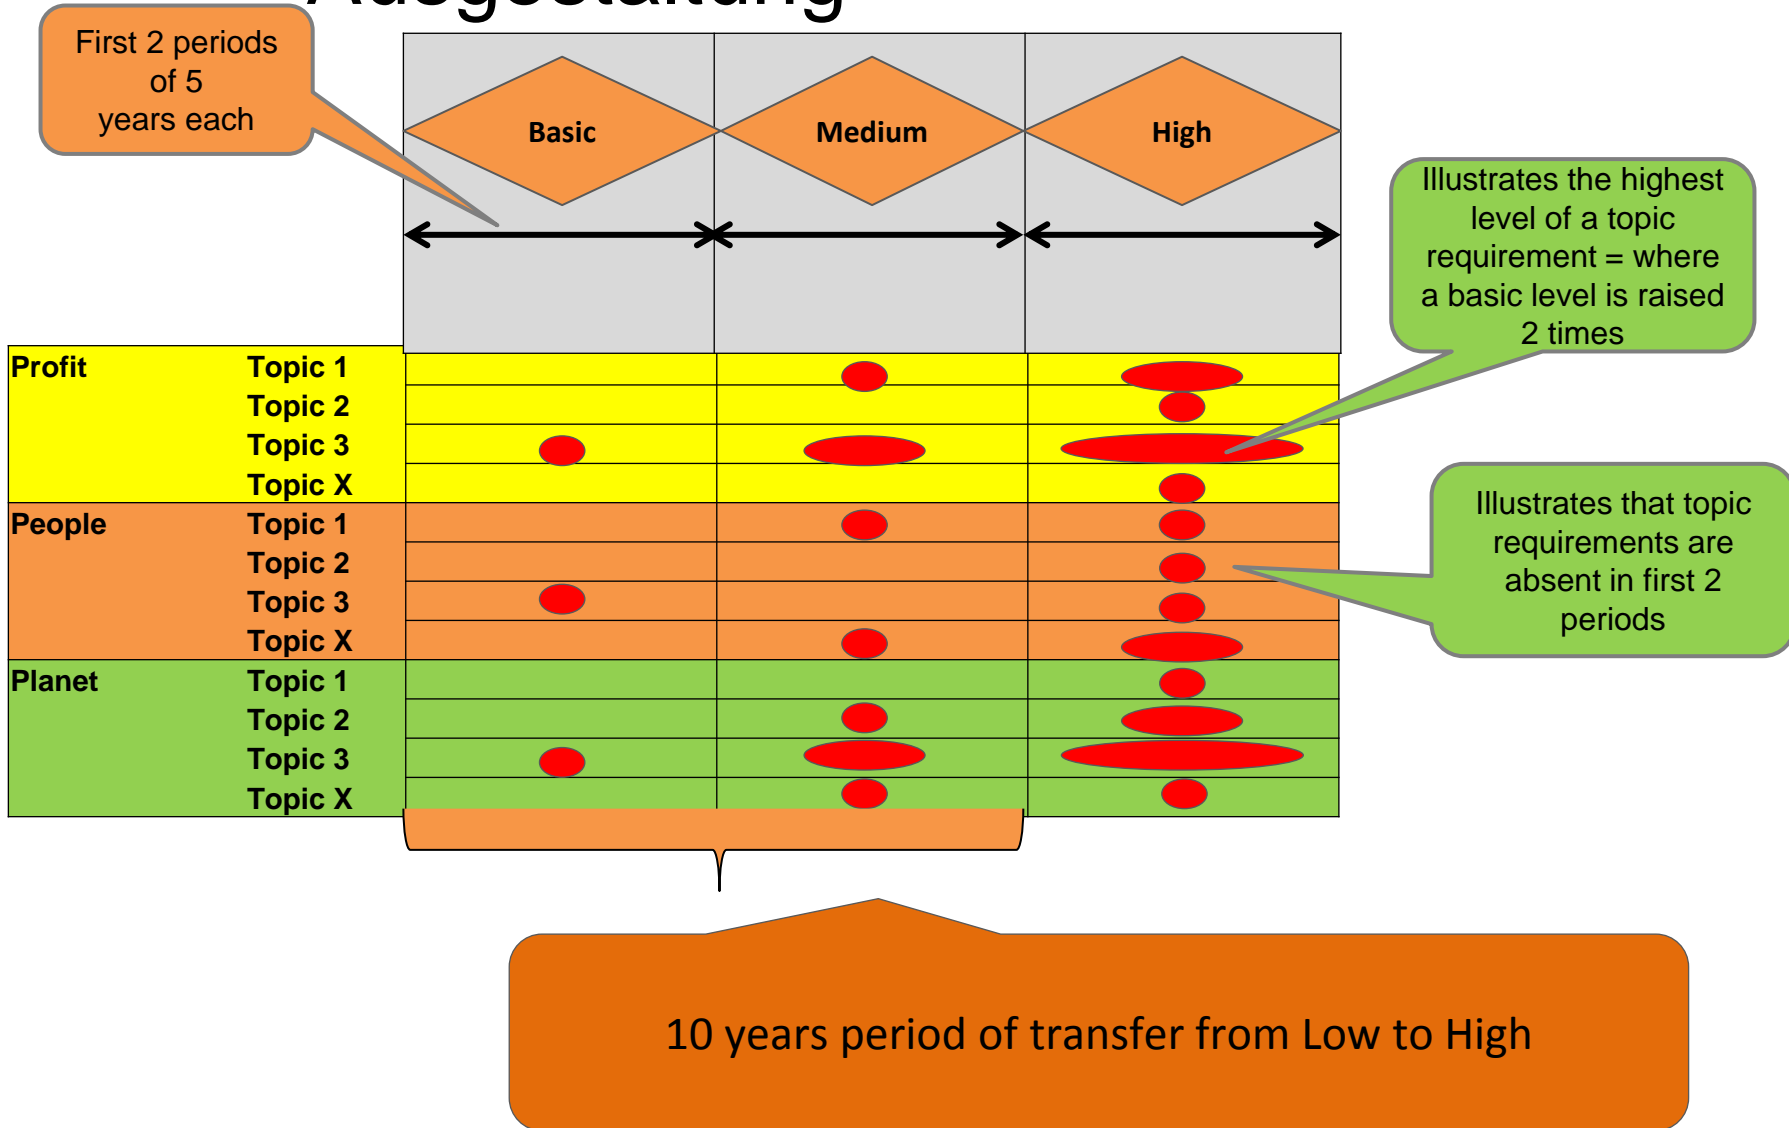 Ausgestaltung
First 2 periods
of 5
years each
Basic
Medium
High
Illustrates the highest
level of a topic
requirement = where
a basic level is raised
2 times
Profit Topic 1
Topic 2
Topic 3
Topic X
People Topic 1
Topic 2
Topic 3
Topic X
Planet Topic 1
Topic 2
Topic 3
Topic X
Illustrates that topic
requirements are
absent in first 2
periods
10 years period of transfer from Low to High